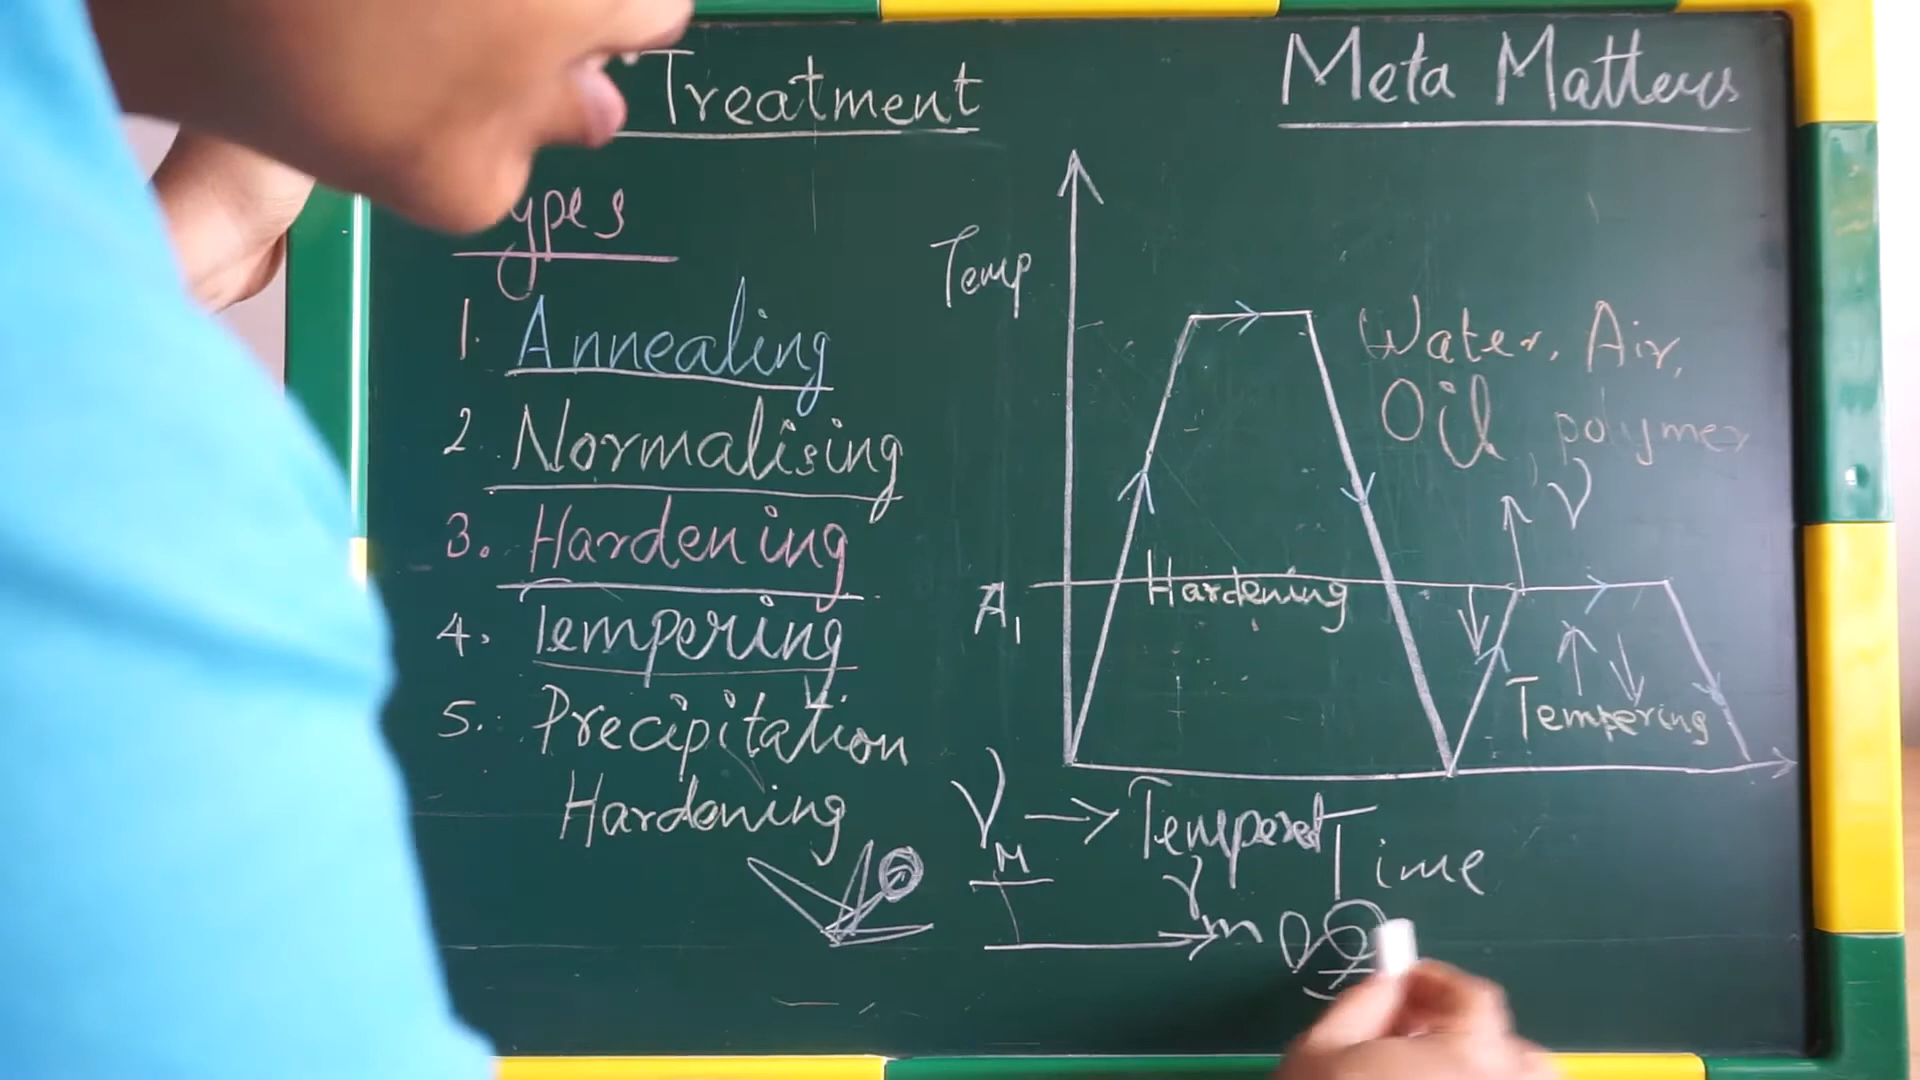 Treatment
Meta Matters
ypes
1. Annealing
2. Normalising
3. Hardening
4. Tempering
5. Precipitation
Hardening
Temp
Water, Air,
Oil, polymer
γ
A1
Hardening
Tempering
γ → Tempered
Time
M
γ
m